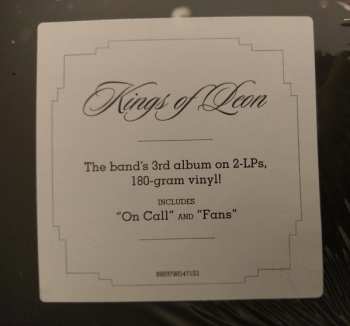 Kings of Leon
The band's 3rd album on 2-LPs,
180-gram vinyl!
INCLUDES
"On Call" AND "Fans"